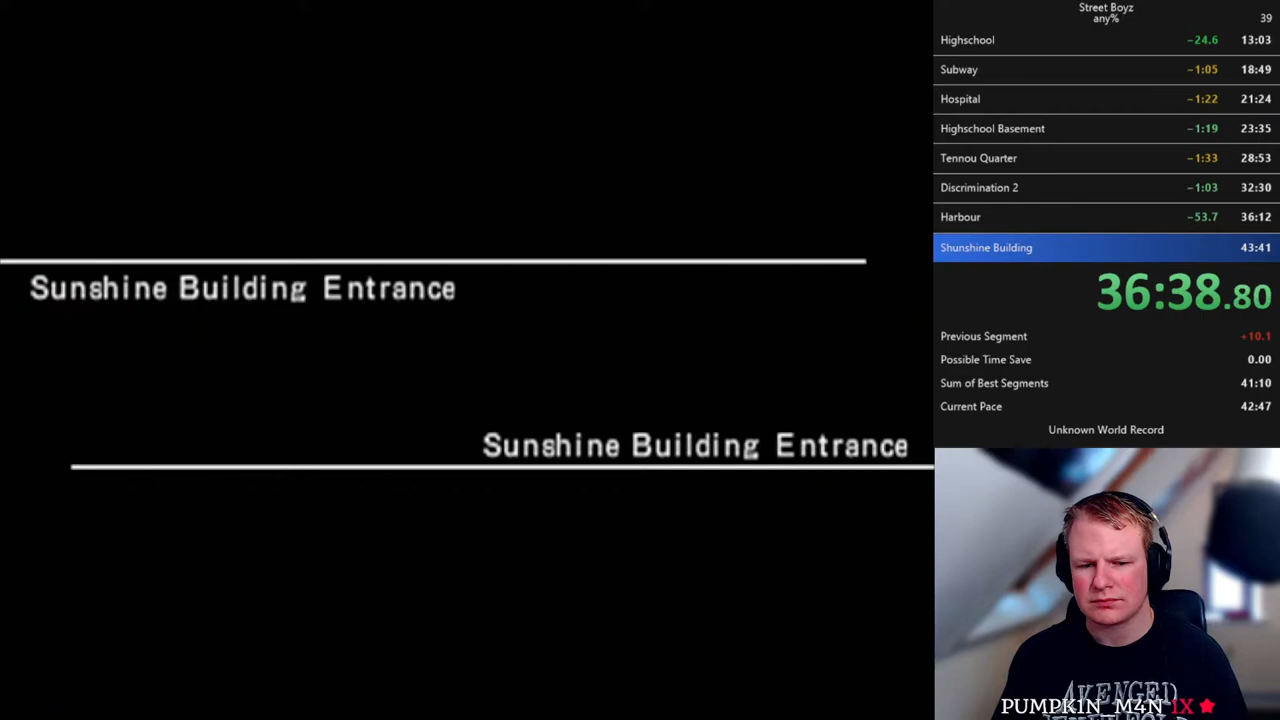 Sunshine Building Entrance
Sunshine Building Entrance
Street Boyz
any%
39
Highschool −24.6 13:03
Subway −1:05 18:49
Hospital −1:22 21:24
Highschool Basement −1:19 23:35
Tennou Quarter −1:33 28:53
Discrimination 2 −1:03 32:30
Harbour −53.7 36:12
Shunshine Building 43:41
36:38.80
Previous Segment +10.1
Possible Time Save 0.00
Sum of Best Segments 41:10
Current Pace 42:47
Unknown World Record
AVENGED
PUMPKIN_M4N 1X